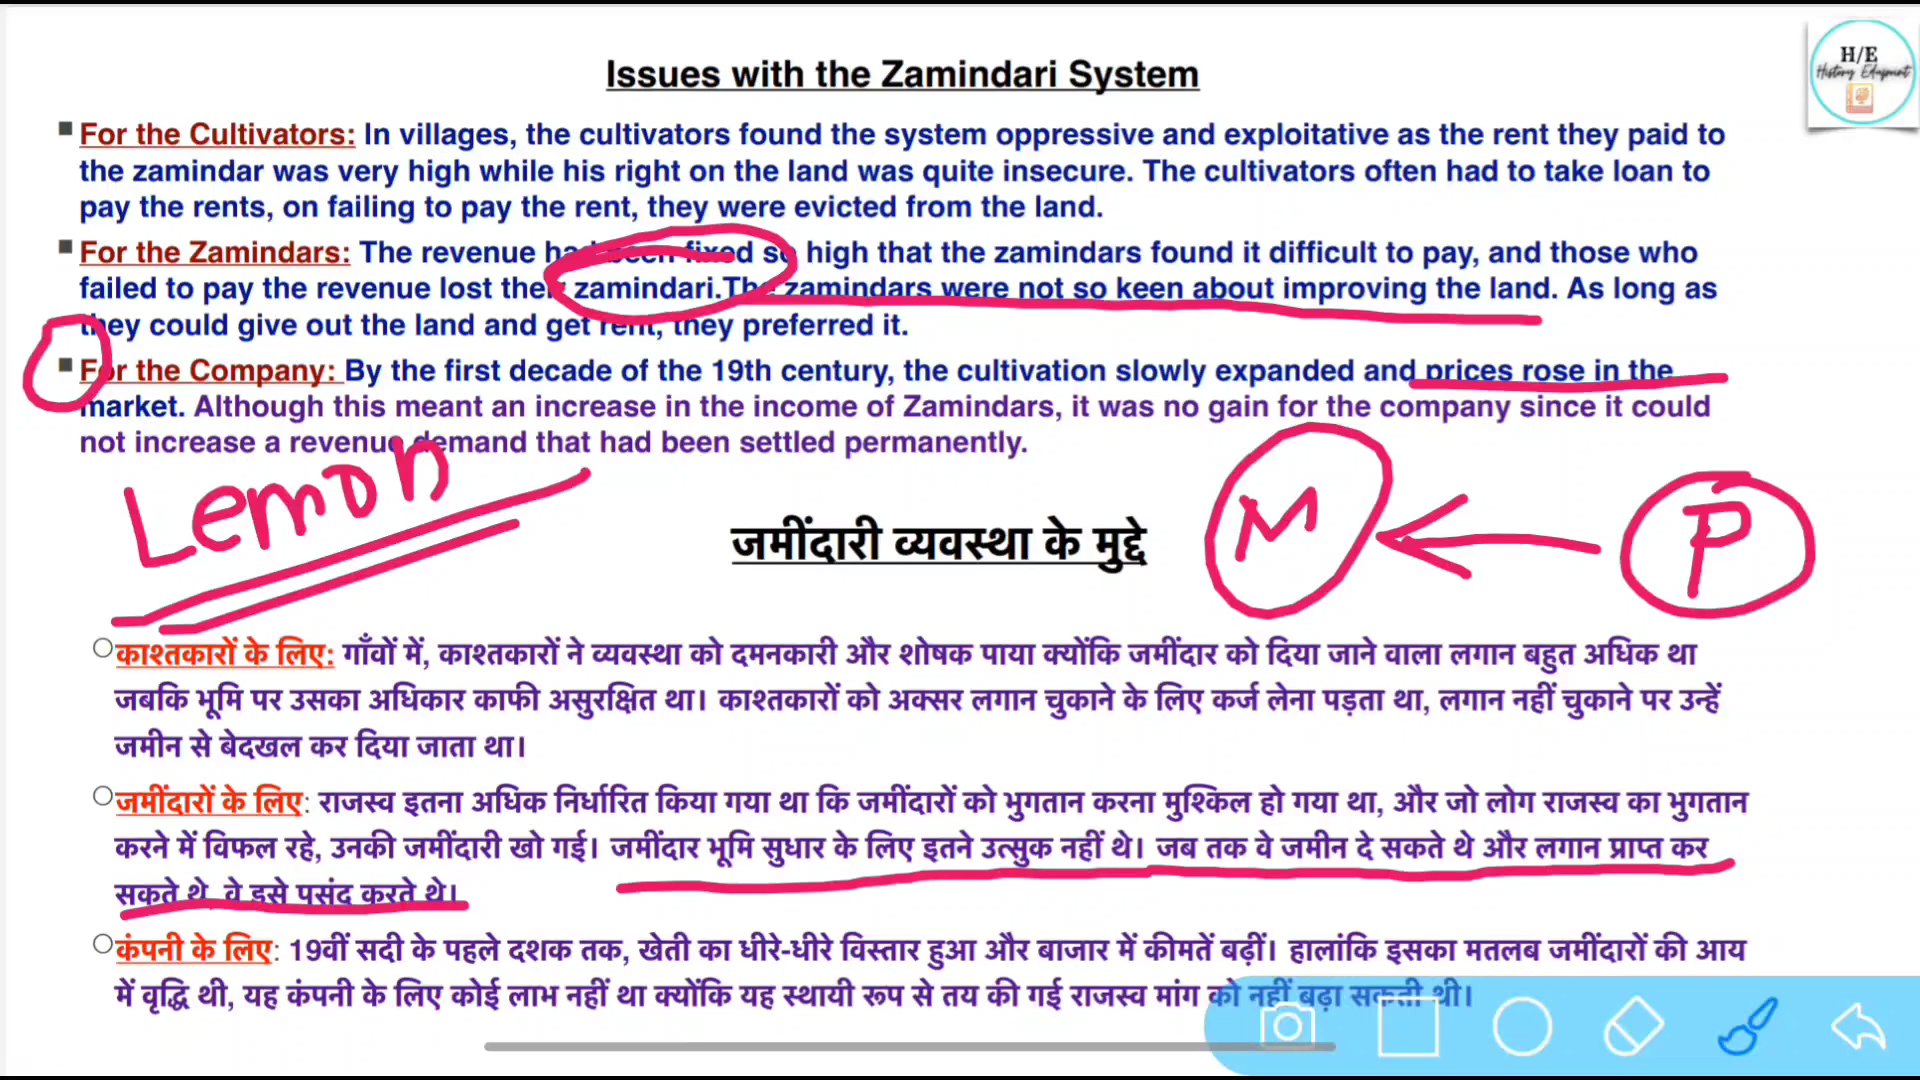 Issues with the Zamindari System
H/E
History Edupoint
For the Cultivators: In villages, the cultivators found the system oppressive and exploitative as the rent they paid to
the zamindar was very high while his right on the land was quite insecure. The cultivators often had to take loan to
pay the rents, on failing to pay the rent, they were evicted from the land.
For the Zamindars: The revenue had been fixed so high that the zamindars found it difficult to pay, and those who
failed to pay the revenue lost their zamindari.The zamindars were not so keen about improving the land. As long as
they could give out the land and get rent, they preferred it.
For the Company: By the first decade of the 19th century, the cultivation slowly expanded and prices rose in the
market. Although this meant an increase in the income of Zamindars, it was no gain for the company since it could
not increase a revenue demand that had been settled permanently.
Lemon
M
P
जमींदारी व्यवस्था के मुद्दे
काश्तकारों के लिए: गाँवों में, काश्तकारों ने व्यवस्था को दमनकारी और शोषक पाया क्योंकि जमींदार को दिया जाने वाला लगान बहुत अधिक था
जबकि भूमि पर उसका अधिकार काफी असुरक्षित था। काश्तकारों को अक्सर लगान चुकाने के लिए कर्ज लेना पड़ता था, लगान नहीं चुकाने पर उन्हें
जमीन से बेदखल कर दिया जाता था।
जमींदारों के लिए: राजस्व इतना अधिक निर्धारित किया गया था कि जमींदारों को भुगतान करना मुश्किल हो गया था, और जो लोग राजस्व का भुगतान
करने में विफल रहे, उनकी जमींदारी खो गई। जमींदार भूमि सुधार के लिए इतने उत्सुक नहीं थे। जब तक वे जमीन दे सकते थे और लगान प्राप्त कर
सकते थे, वे इसे पसंद करते थे।
कंपनी के लिए: 19वीं सदी के पहले दशक तक, खेती का धीरे-धीरे विस्तार हुआ और बाजार में कीमतें बढ़ीं। हालांकि इसका मतलब जमींदारों की आय
में वृद्धि थी, यह कंपनी के लिए कोई लाभ नहीं था क्योंकि यह स्थायी रूप से तय की गई राजस्व मांग को नहीं बढ़ा सकती थी।